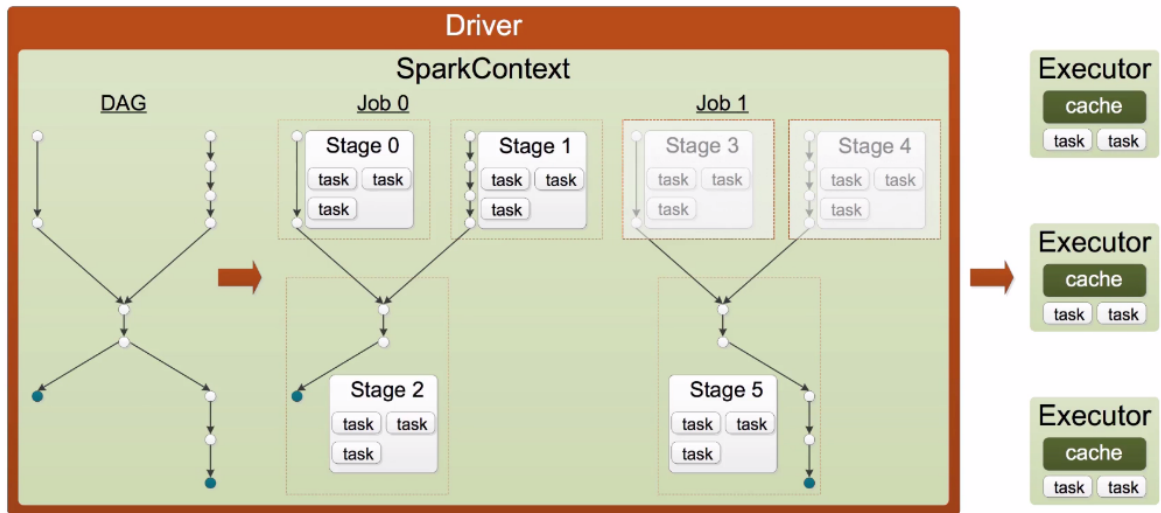 Driver
SparkContext
DAG
Job 0
Job 1
Stage 0
task task
task
Stage 1
task task
task
Stage 3
task task
task
Stage 4
task task
task
Stage 2
task task
task
Stage 5
task task
task
Executor
cache
task task
Executor
cache
task task
Executor
cache
task task